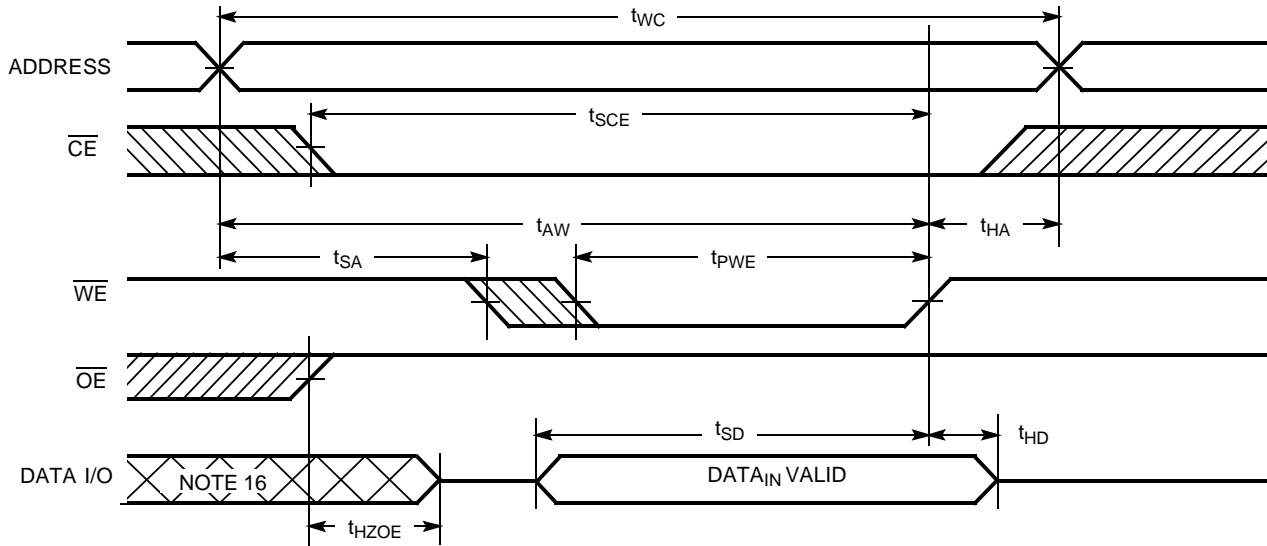 tWC
ADDRESS
tSCE
CE
tAW
tHA
tSA
tPWE
WE
OE
tSD
tHD
DATA I/O
NOTE 16
DATAIN VALID
tHZOE